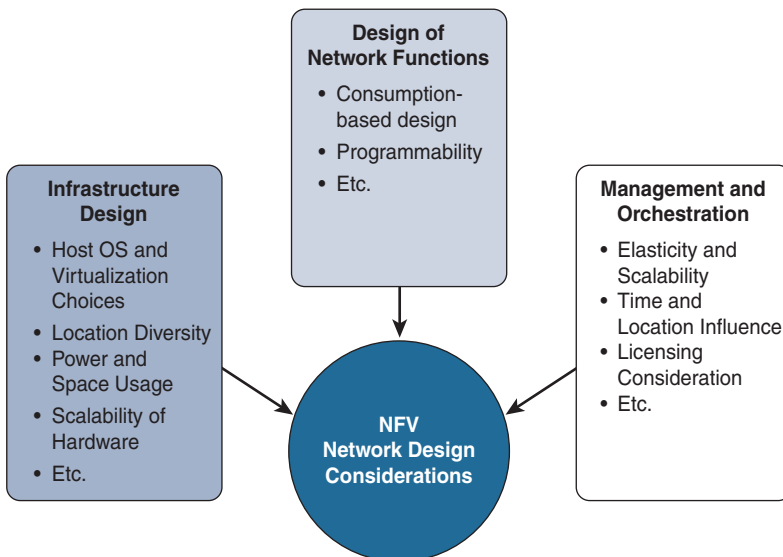 Design of
Network Functions
• Consumption-
based design
• Programmability
• Etc.
Infrastructure
Design
• Host OS and
Virtualization
Choices
• Location Diversity
• Power and
Space Usage
• Scalability of
Hardware
• Etc.
Management and
Orchestration
• Elasticity and
Scalability
• Time and
Location Influence
• Licensing
Consideration
• Etc.
NFV
Network Design
Considerations